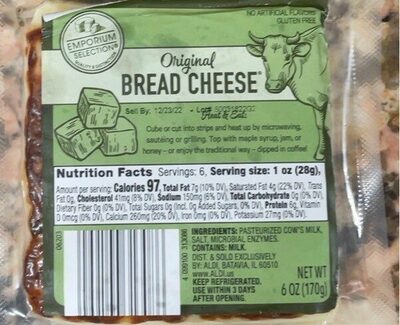 NO ARTIFICIAL FLAVORS
GLUTEN FREE
EMPORIUM
SELECTION®
QUALITY & DISTINCTION
Original
BREAD CHEESE®
Sell By: 12/23/22 - Lot#
Heat & Eat:
Cube or cut into strips and heat up by microwaving,
sautéing or grilling. Top with maple syrup, jam, or
honey - or enjoy the traditional way – dipped in coffee!
Nutrition Facts Servings: 6, Serving size: 1 oz (28g),
Amount per serving: Calories 97, Total Fat 7g (10% DV), Saturated Fat 4g (22% DV), Trans
Fat 0g, Cholesterol 41mg (8% DV), Sodium 150mg (6% DV), Total Carbohydrate 0g (0% DV),
Dietary Fiber 0g (0% DV), Total Sugars 0g (Incl. 0g Added Sugars, 0% DV), Protein 6g, Vitamin
D 0mcg (0% DV), Calcium 260mg (20% DV), Iron 0mg (0% DV), Potassium 27mg (0% DV).
INGREDIENTS: PASTEURIZED COW'S MILK,
SALT, MICROBIAL ENZYMES.
CONTAINS: MILK.
DIST. & SOLD EXCLUSIVELY
BY: ALDI, BATAVIA, IL 60510
www.ALDI.us
KEEP REFRIGERATED.
USE WITHIN 3 DAYS
AFTER OPENING.
NET WT
6 OZ (170g)